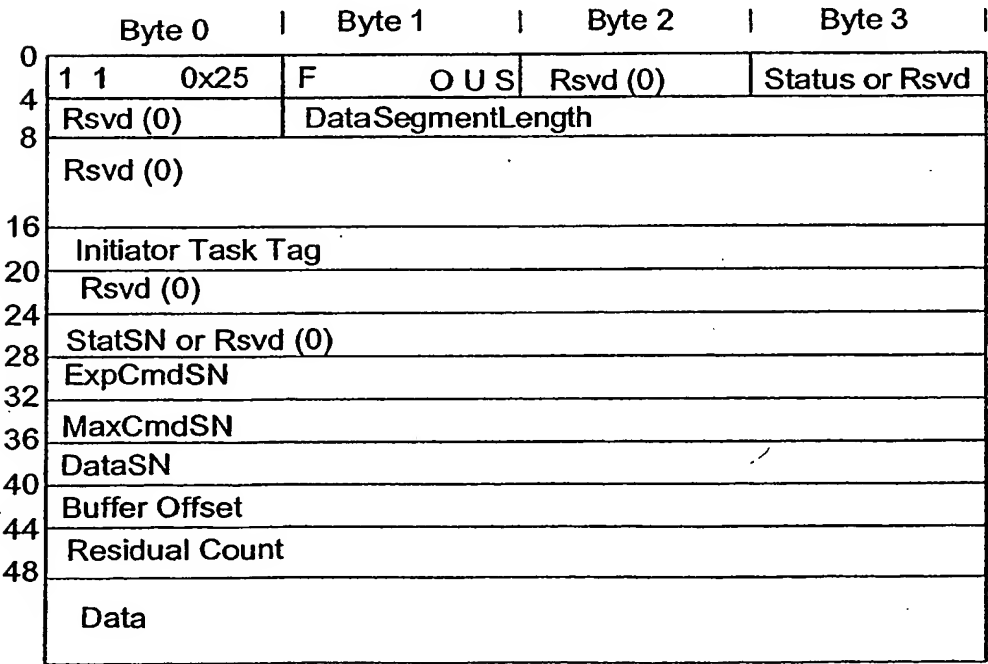 Byte 0 | Byte 1 | Byte 2 | Byte 3 |
0
1 1 0x25 F O U S Rsvd (0) Status or Rsvd
4
Rsvd (0) DataSegmentLength
8
Rsvd (0)
16
Initiator Task Tag
20
Rsvd (0)
24
StatSN or Rsvd (0)
28
ExpCmdSN
32
MaxCmdSN
36
DataSN
40
Buffer Offset
44
Residual Count
48
Data